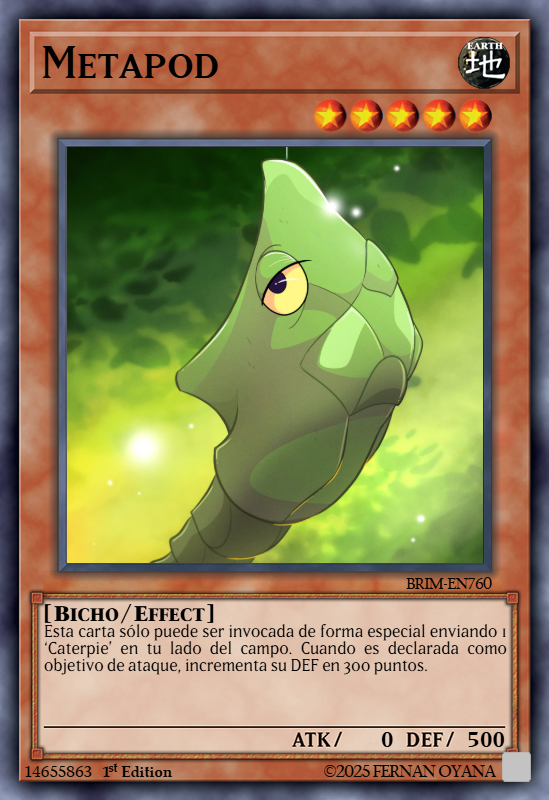 METAPOD
EARTH
地
BRIM-EN760
[BICHO/EFFECT]
Esta carta sólo puede ser invocada de forma especial enviando 1
‘Caterpie’ en tu lado del campo. Cuando es declarada como
objetivo de ataque, incrementa su DEF en 300 puntos.
ATK/ 0 DEF/ 500
14655863 1st Edition ©2025 FERNAN OYANA